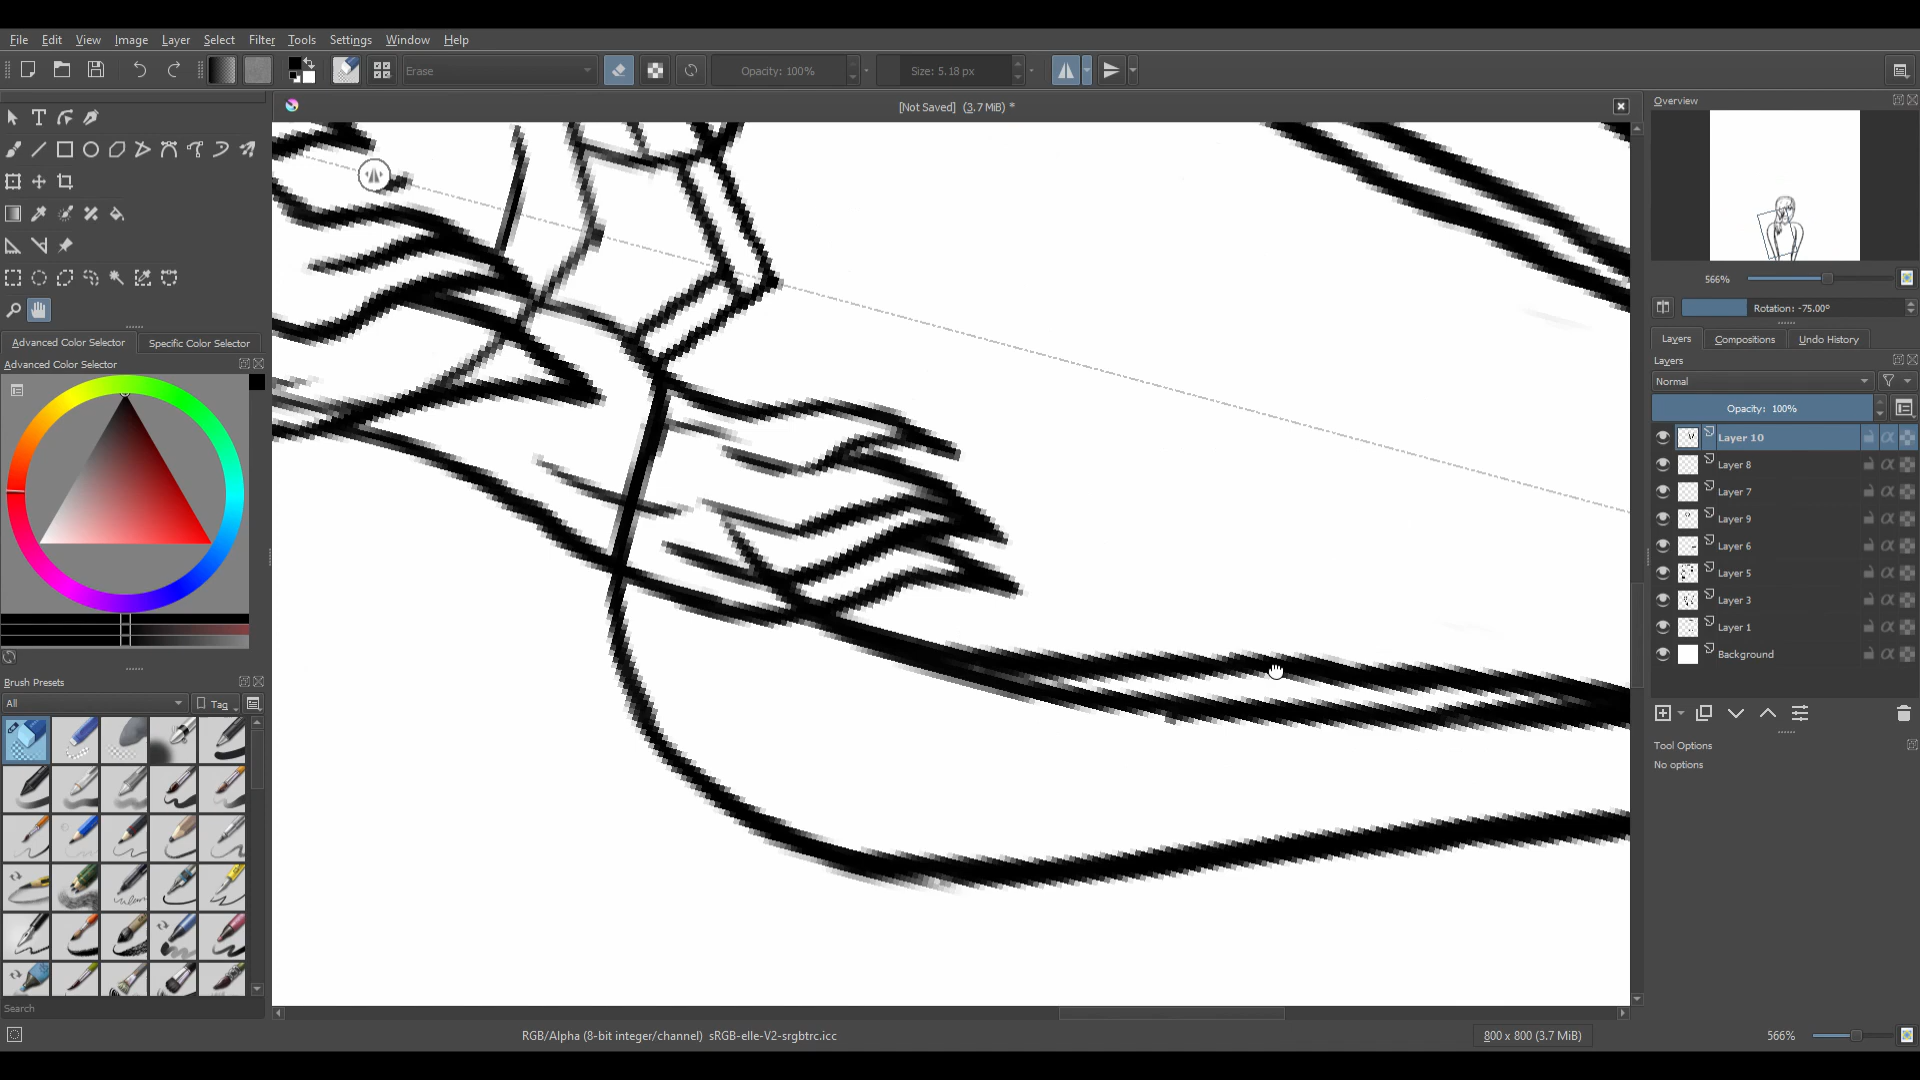 File Edit View Image Layer Select Filter Tools Settings Window Help
Erase Opacity: 100% Size: 5.18 px
[Not Saved] (3.7 MiB) *
Overview
566%
Rotation: -75.00°
Layers Compositions Undo History
Layers
Normal
Opacity: 100%
Layer 10
Layer 8
Layer 7
Layer 9
Layer 6
Layer 5
Layer 3
Layer 1
Background
Tool Options
No options
Advanced Color Selector Specific Color Selector
Advanced Color Selector
Brush Presets
All Tag
Search
RGB/Alpha (8-bit integer/channel) sRGB-elle-V2-srgbtrc.icc
800 x 800 (3.7 MiB)
566%